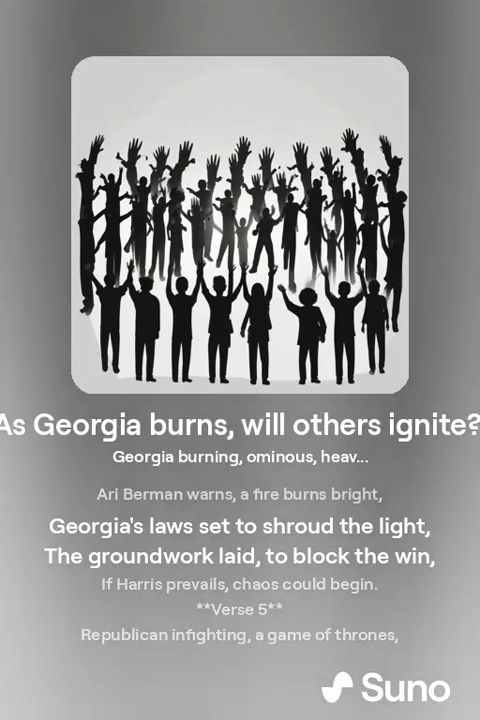 As Georgia burns, will others ignite?
Georgia burning, ominous, heav...
Ari Berman warns, a fire burns bright,
Georgia's laws set to shroud the light,
The groundwork laid, to block the win,
If Harris prevails, chaos could begin.
**Verse 5**
Republican infighting, a game of thrones,
Suno